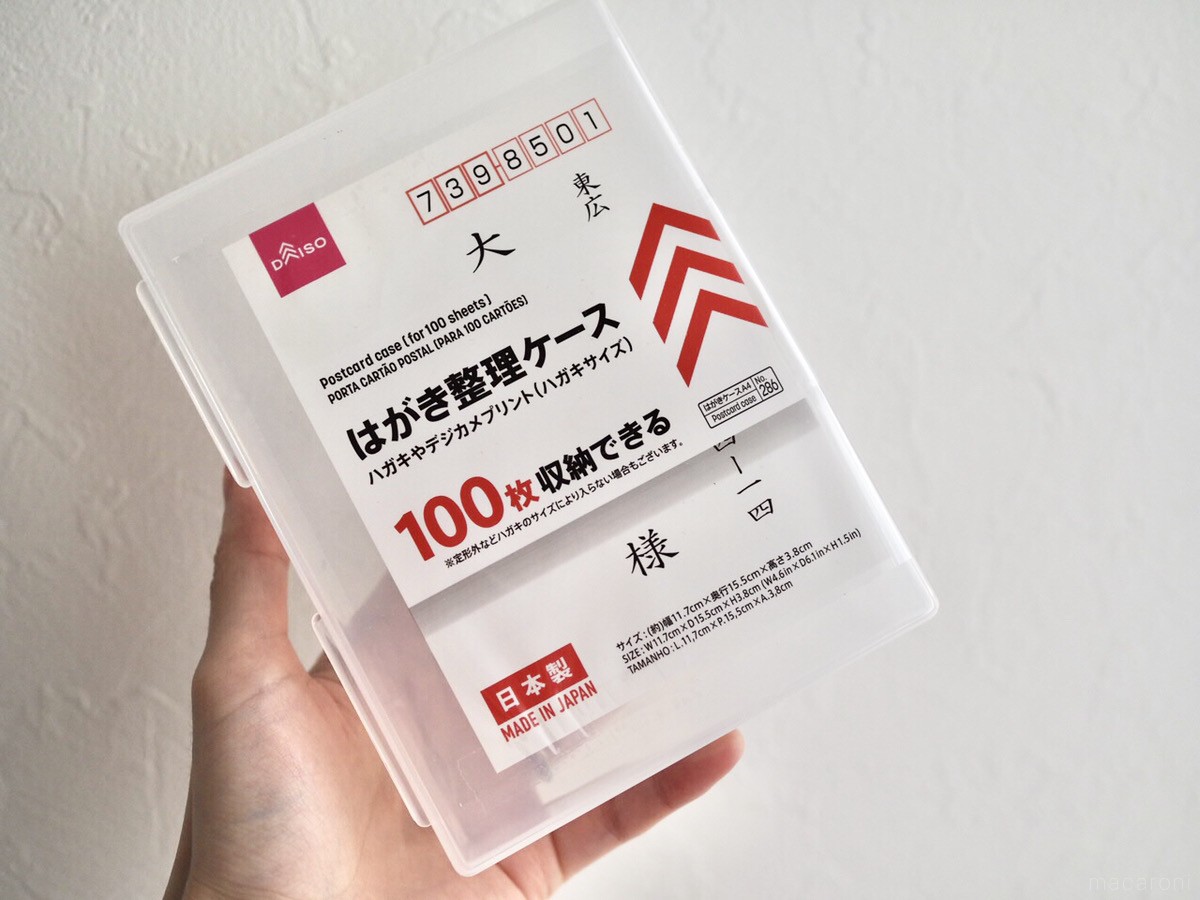 7398501
東広
大
DAISO
Postcard case (for 100 sheets)
PORTA CARTÃO POSTAL (PARA 100 CARTÕES)
はがき整理ケース
ハガキやデジカメプリント(ハガキサイズ)
100枚収納できる
※定形外などハガキのサイズにより入らない場合もございます。
はがきケースA4
Postcard case
No.
286
四ー一四
様
サイズ:(約)幅11.7cm×奥行15.5cm×高さ3.8cm
SIZE:W11.7cm×D15.5cm×H3.8cm (W4.6in×D6.1in×H1.5in)
TAMANHO:L.11,7cm×P.15,5cm×A.3,8cm
日本製
MADE IN JAPAN
macaroni